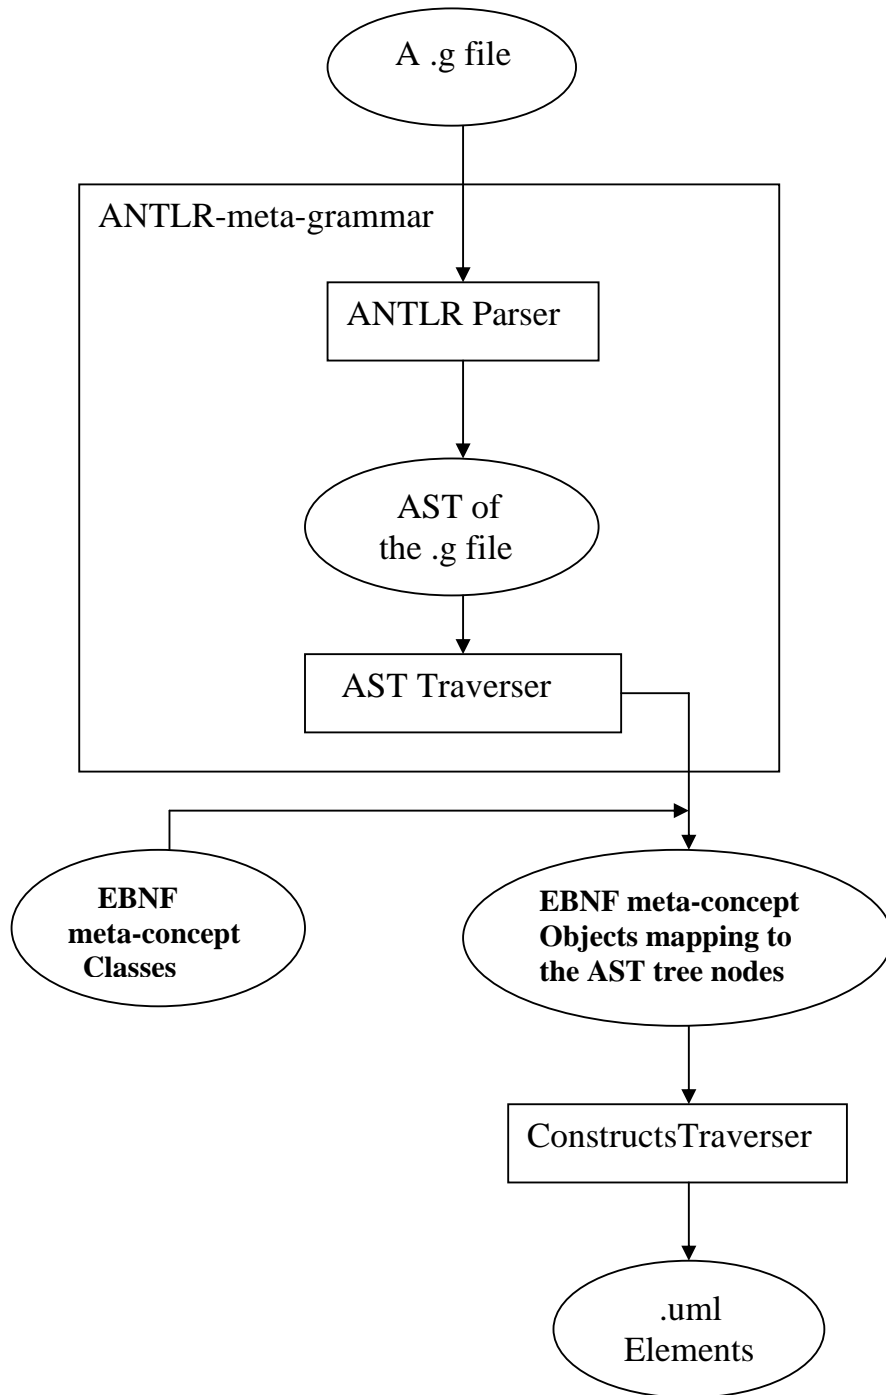 A .g file
ANTLR-meta-grammar
ANTLR Parser
AST of
the .g file
AST Traverser
EBNF
meta-concept
Classes
EBNF meta-concept
Objects mapping to
the AST tree nodes
ConstructsTraverser
.uml
Elements